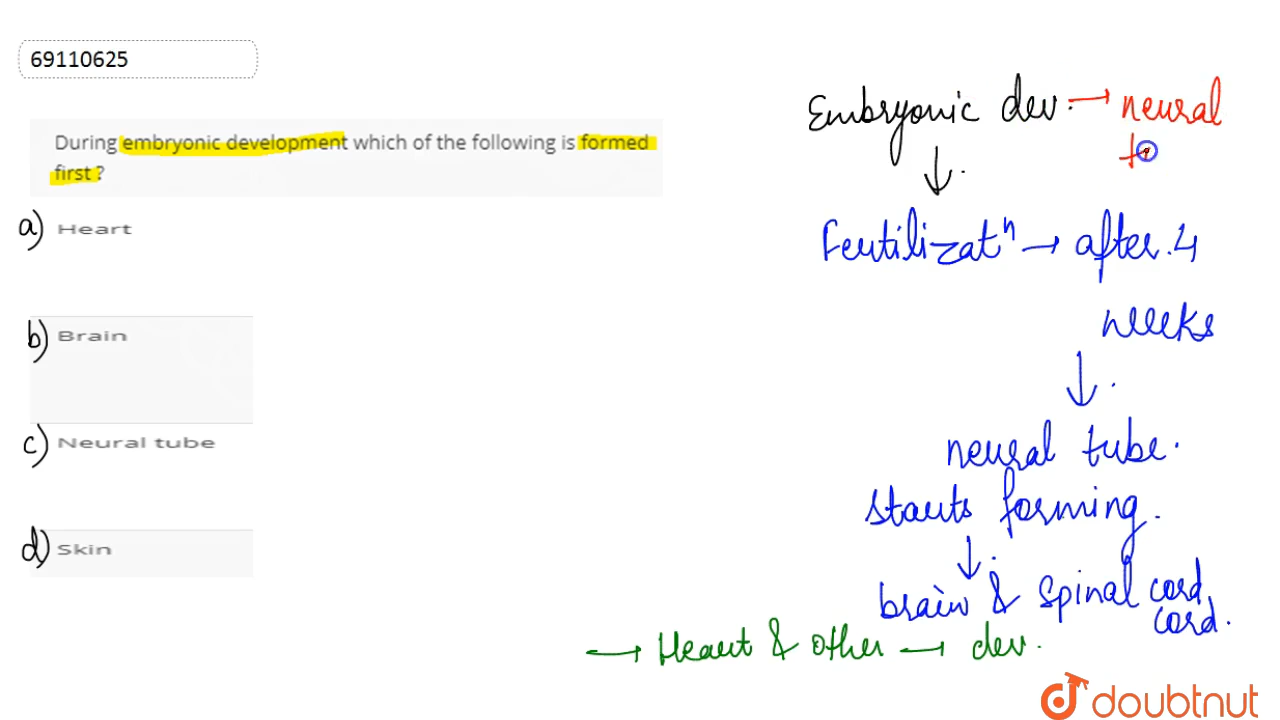 69110625
During embryonic development which of the following is formed
first ?
a) Heart
b) Brain
c) Neural tube
d) Skin
Embryonic dev. → neural
↓
Fertilizatⁿ → after 4
weeks
↓
neural tube.
starts forming.
↓
brain & spinal cord
cord.
→ Heart & other → dev.
doubtnut